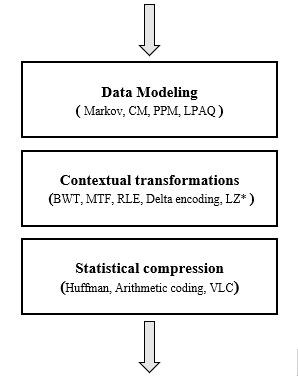 Data Modeling
( Markov, CM, PPM, LPAQ )
Contextual transformations
(BWT, MTF, RLE, Delta encoding, LZ* )
Statistical compression
(Huffman, Arithmetic coding, VLC)